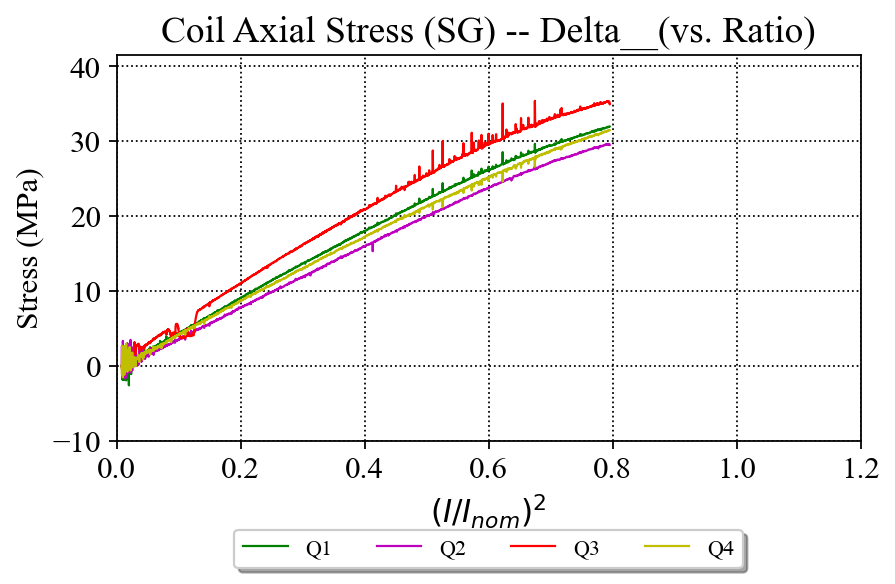 Coil Axial Stress (SG) -- Delta__(vs. Ratio)
40
30
20
10
0
−10
Stress (MPa)
0.0 0.2 0.4 0.6 0.8 1.0 1.2
(I/I_nom)^2
Q1 Q2 Q3 Q4